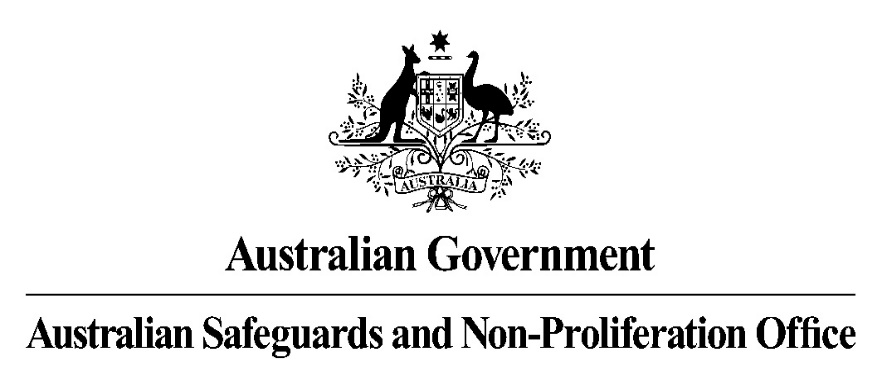 AUSTRALIA
Australian Government
Australian Safeguards and Non-Proliferation Office